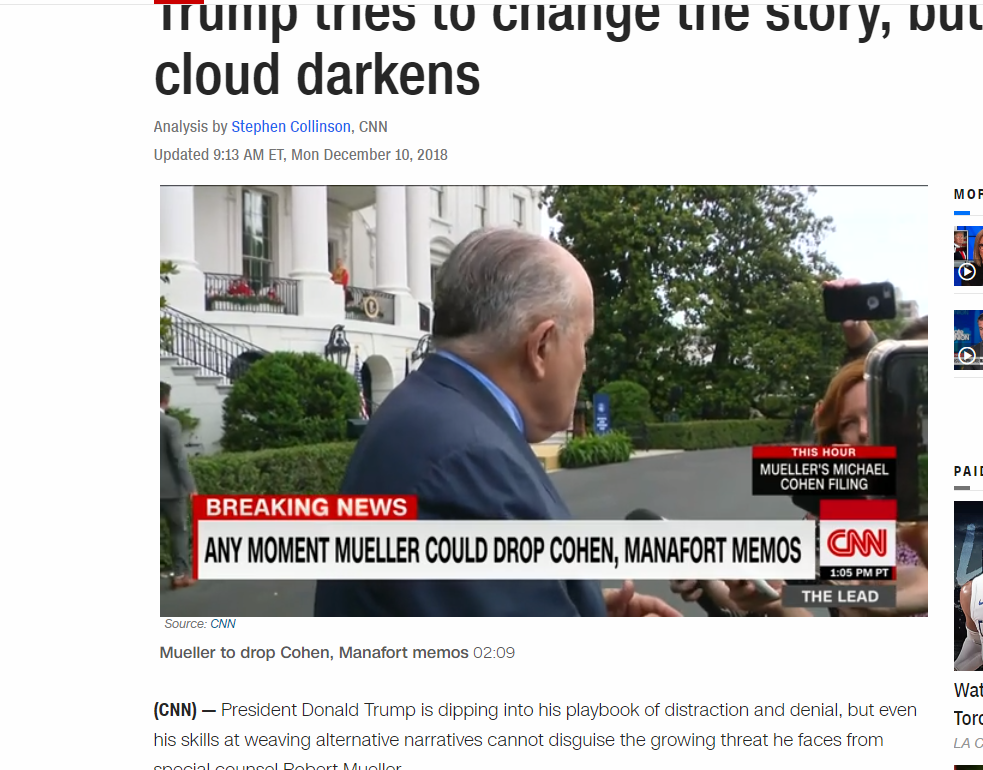 Trump tries to change the story, but
cloud darkens
Analysis by Stephen Collinson, CNN
Updated 9:13 AM ET, Mon December 10, 2018
THIS HOUR
MUELLER'S MICHAEL
COHEN FILING
BREAKING NEWS
ANY MOMENT MUELLER COULD DROP COHEN, MANAFORT MEMOS
CNN
1:05 PM PT
THE LEAD
Source: CNN
Mueller to drop Cohen, Manafort memos 02:09
(CNN) — President Donald Trump is dipping into his playbook of distraction and denial, but even
his skills at weaving alternative narratives cannot disguise the growing threat he faces from
special counsel Robert Mueller.
MOR
PAID
Wat
Toro
LA C